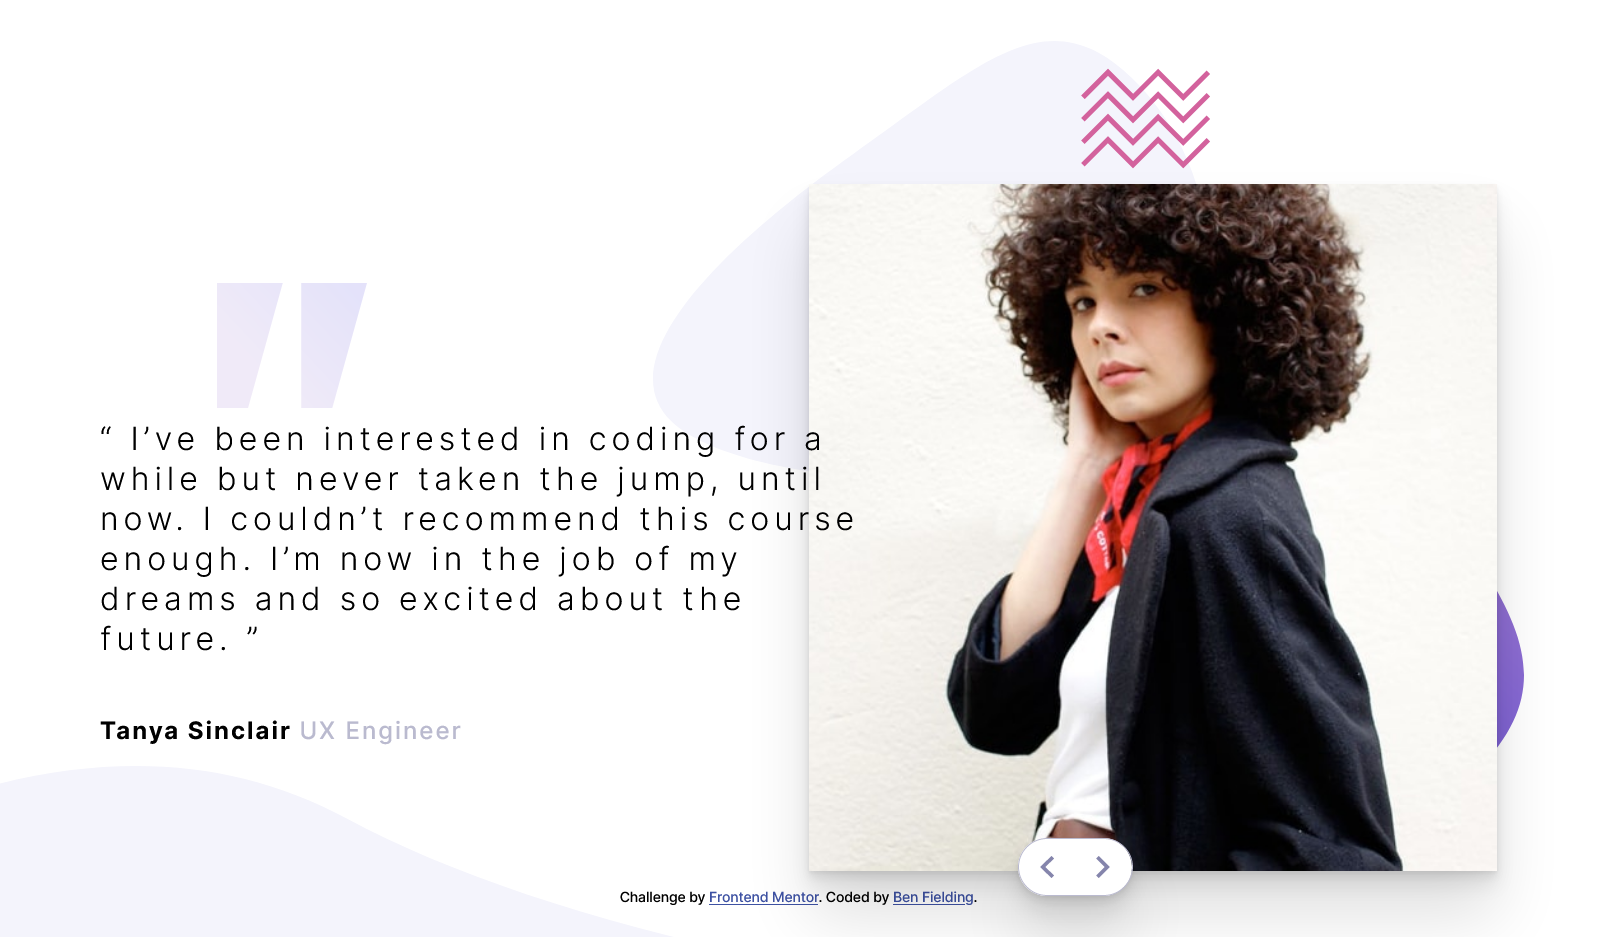 “ I’ve been interested in coding for a
while but never taken the jump, until
now. I couldn’t recommend this course
enough. I’m now in the job of my
dreams and so excited about the
future. ”
Tanya Sinclair UX Engineer
Challenge by Frontend Mentor. Coded by Ben Fielding.